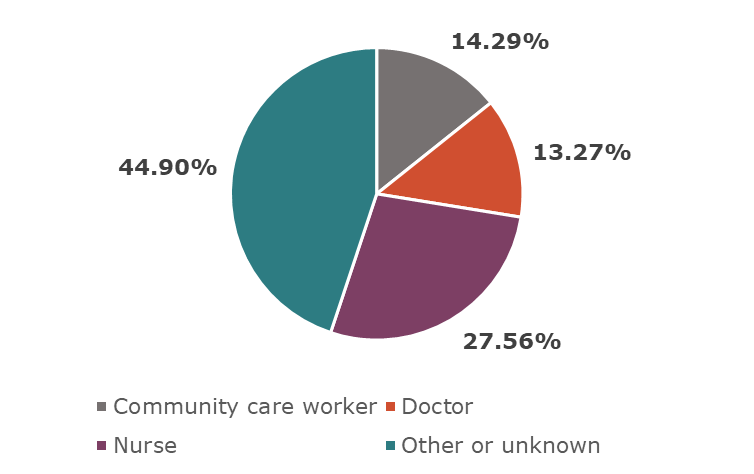 14.29%
13.27%
44.90%
27.56%
Community care worker
Doctor
Nurse
Other or unknown